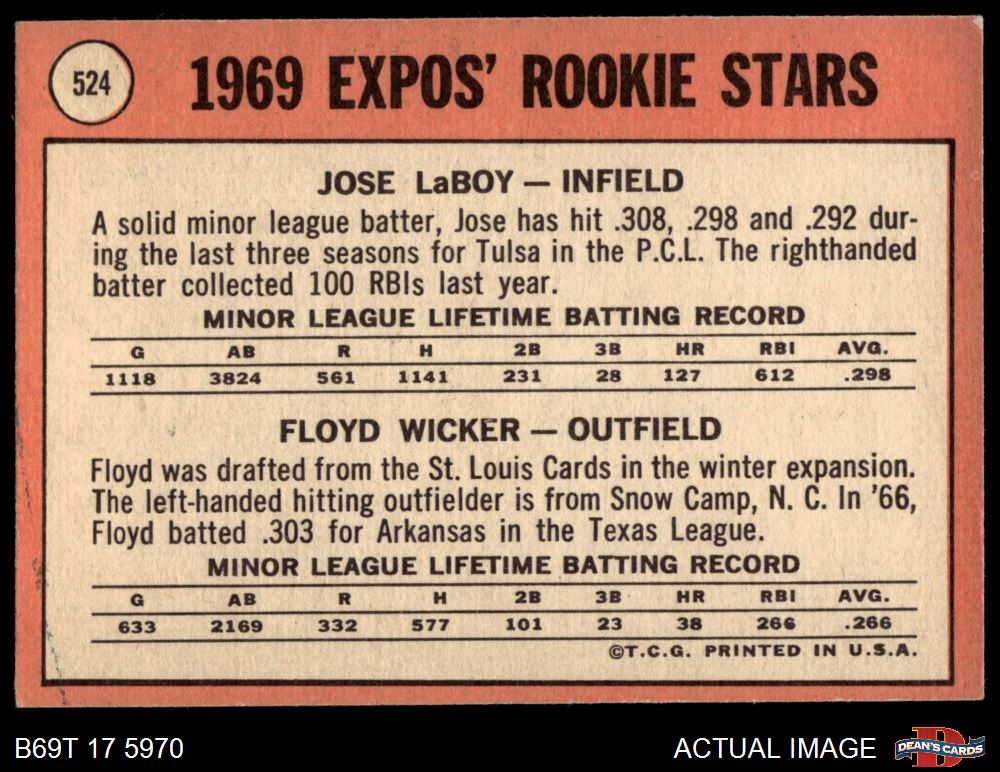 524
1969 EXPOS' ROOKIE STARS
JOSE LaBOY — INFIELD
A solid minor league batter, Jose has hit .308, .298 and .292 dur-
ing the last three seasons for Tulsa in the P.C.L. The righthanded
batter collected 100 RBIs last year.
MINOR LEAGUE LIFETIME BATTING RECORD
G AB R H 2B 3B HR RBI AVG.
1118 3824 561 1141 231 28 127 612 .298
FLOYD WICKER — OUTFIELD
Floyd was drafted from the St. Louis Cards in the winter expansion.
The left-handed hitting outfielder is from Snow Camp, N. C. In '66,
Floyd batted .303 for Arkansas in the Texas League.
MINOR LEAGUE LIFETIME BATTING RECORD
G AB R H 2B 3B HR RBI AVG.
633 2169 332 577 101 23 38 266 .266
©T.C.G. PRINTED IN U.S.A.
B69T 17 5970
ACTUAL IMAGE
DEAN'S CARDS